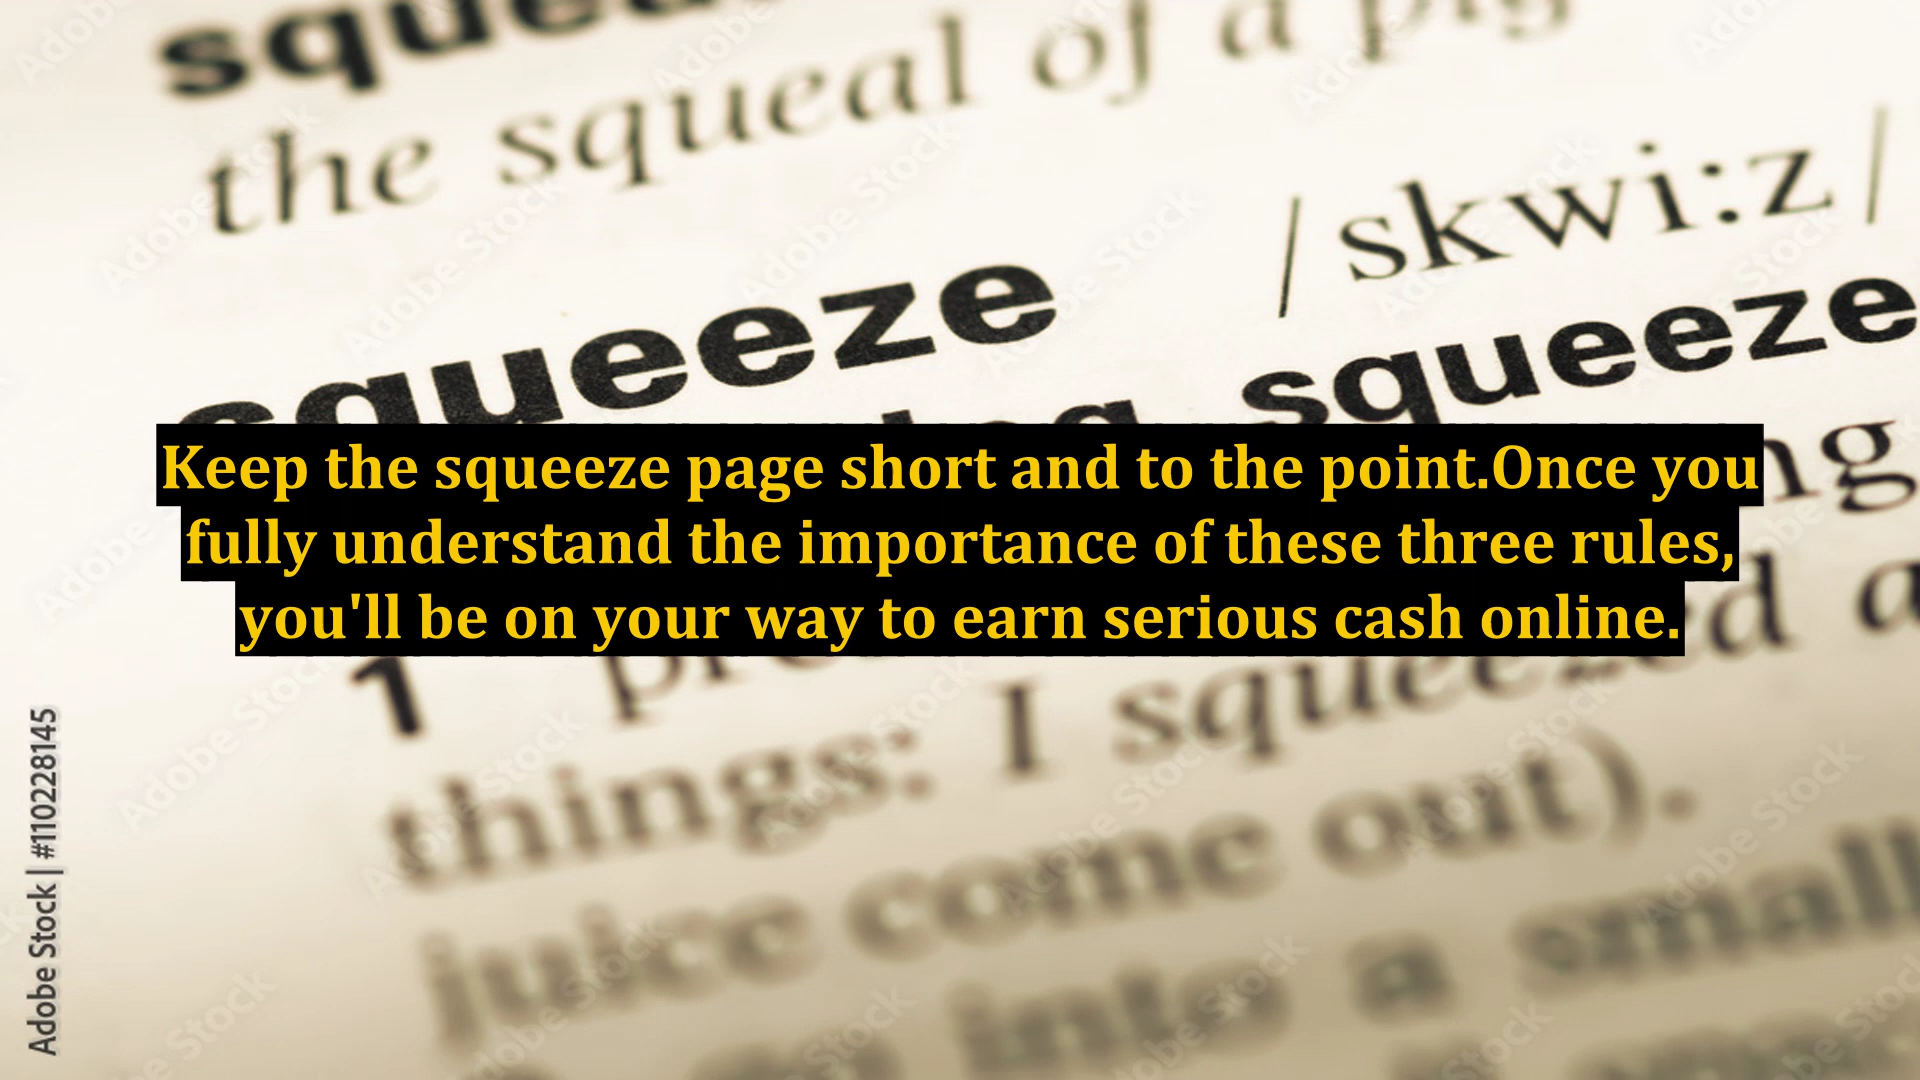 the squeal of a pig
squeeze /skwi:z/
squeeze
Keep the squeeze page short and to the point.Once you
fully understand the importance of these three rules,
you'll be on your way to earn serious cash online.
1
things: I squeezed a
juice come out).
into a small
Adobe Stock | #110228145